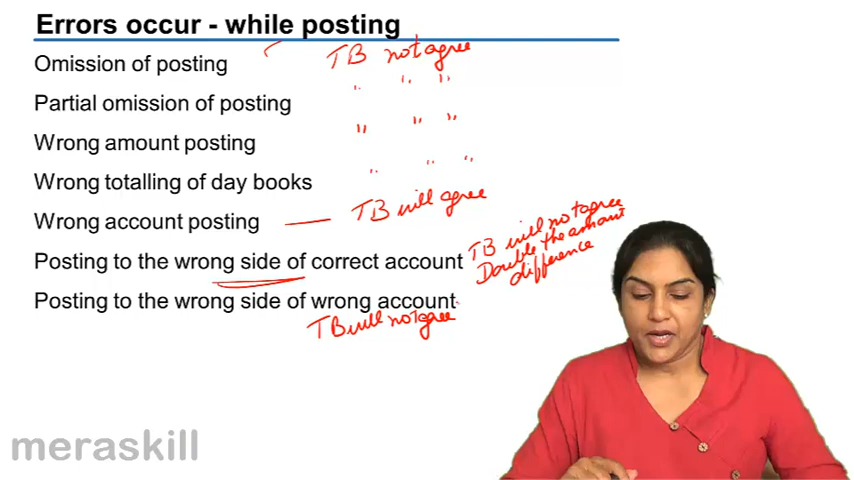 Errors occur - while posting
Omission of posting
TB not agree
Partial omission of posting
" " "
Wrong amount posting
" " "
Wrong totalling of day books
" " "
Wrong account posting
TB will agree
Posting to the wrong side of correct account
TB will not agree
Double the amount
difference
Posting to the wrong side of wrong account
TB will not agree
meraskill